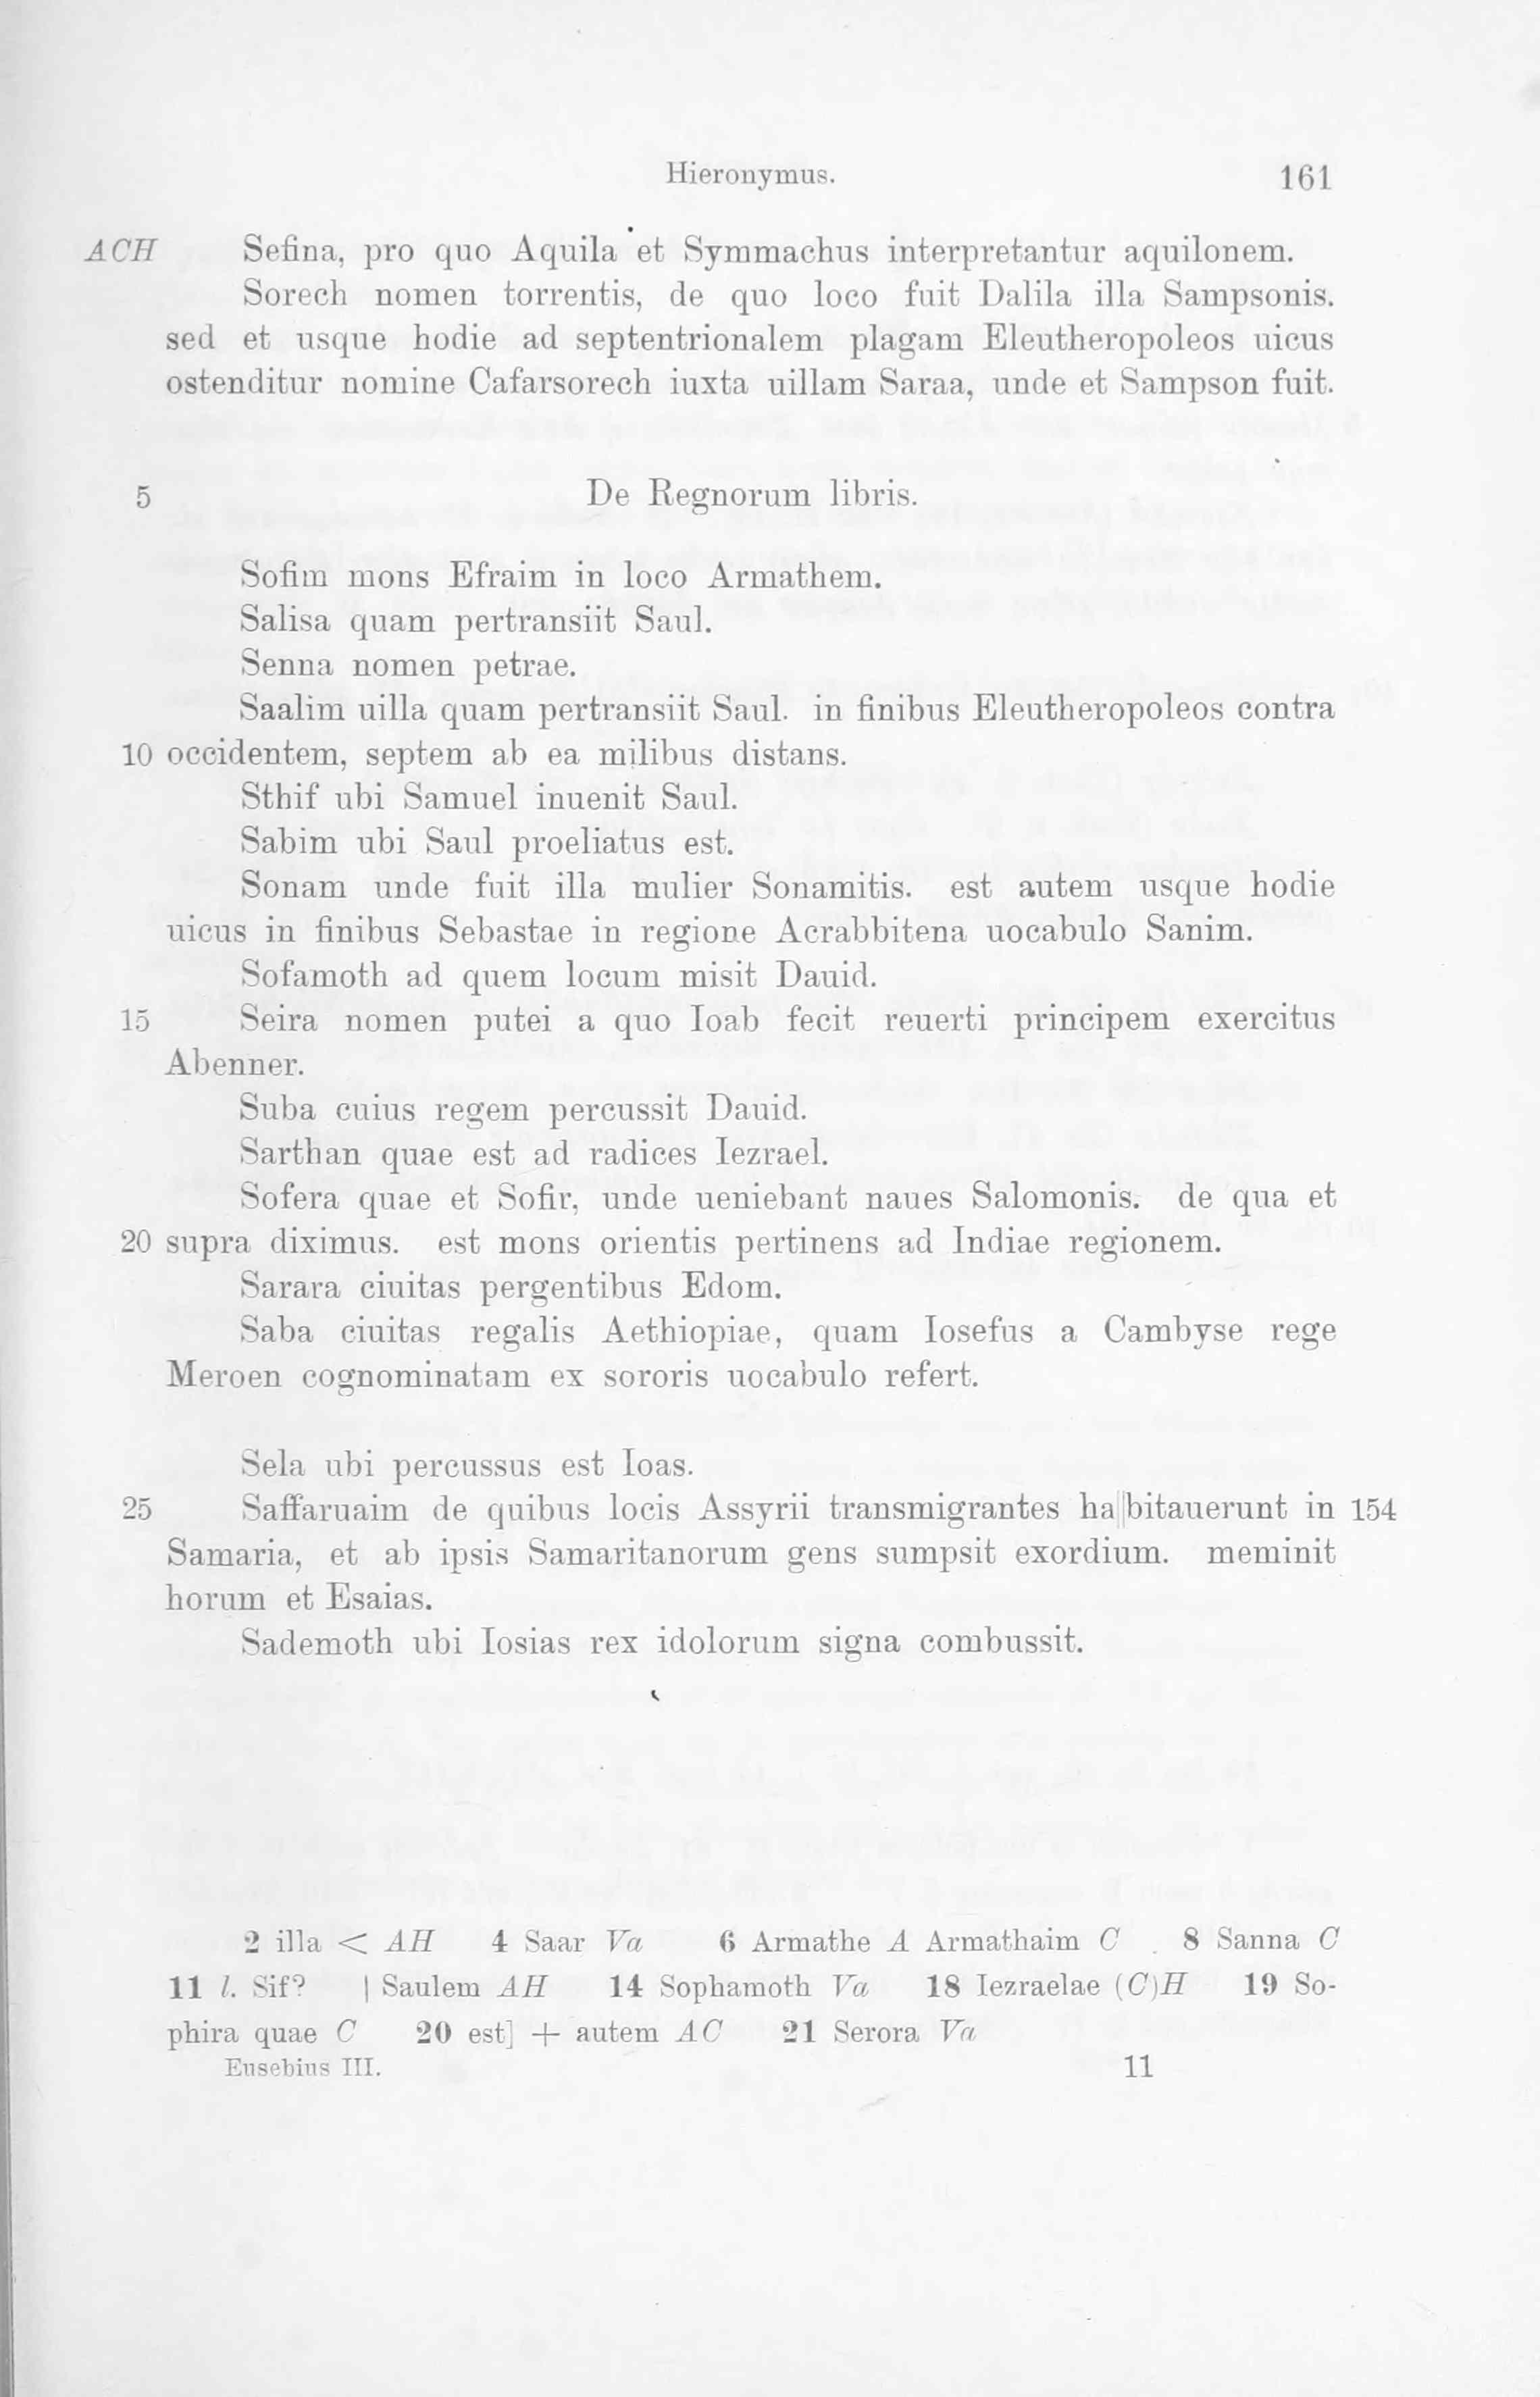 Hieronymus. 161
ACH Sefina, pro quo Aquila et Symmachus interpretantur aquilonem.
Sorech nomen torrentis, de quo loco fuit Dalila illa Sampsonis.
sed et usque hodie ad septentrionalem plagam Eleutheropoleos uicus
ostenditur nomine Cafarsorech iuxta uillam Saraa, unde et Sampson fuit.
5 De Regnorum libris.
Sofim mons Efraim in loco Armathem.
Salisa quam pertransiit Saul.
Senna nomen petrae.
Saalim uilla quam pertransiit Saul. in finibus Eleutheropoleos contra
10 occidentem, septem ab ea milibus distans.
Sthif ubi Samuel inuenit Saul.
Sabim ubi Saul proeliatus est.
Sonam unde fuit illa mulier Sonamitis. est autem usque hodie
uicus in finibus Sebastae in regione Acrabbitena uocabulo Sanim.
Sofamoth ad quem locum misit Dauid.
15 Seira nomen putei a quo Ioab fecit reuerti principem exercitus
Abenner.
Suba cuius regem percussit Dauid.
Sarthan quae est ad radices Iezrael.
Sofera quae et Sofir, unde ueniebant naues Salomonis. de qua et
20 supra diximus. est mons orientis pertinens ad Indiae regionem.
Sarara ciuitas pergentibus Edom.
Saba ciuitas regalis Aethiopiae, quam Iosefus a Cambyse rege
Meroen cognominatam ex sororis uocabulo refert.
Sela ubi percussus est Ioas.
25 Saffaruaim de quibus locis Assyrii transmigrantes ha||bitauerunt in 154
Samaria, et ab ipsis Samaritanorum gens sumpsit exordium. meminit
horum et Esaias.
Sademoth ubi Iosias rex idolorum signa combussit.
2 illa < AH 4 Saar Va 6 Armathe A Armathaim C 8 Sanna C
11 l. Sif? | Saulem AH 14 Sophamoth Va 18 Iezraelae (C)H 19 So-
phira quae C 20 est] + autem AC 21 Serora Va
Eusebius III. 11